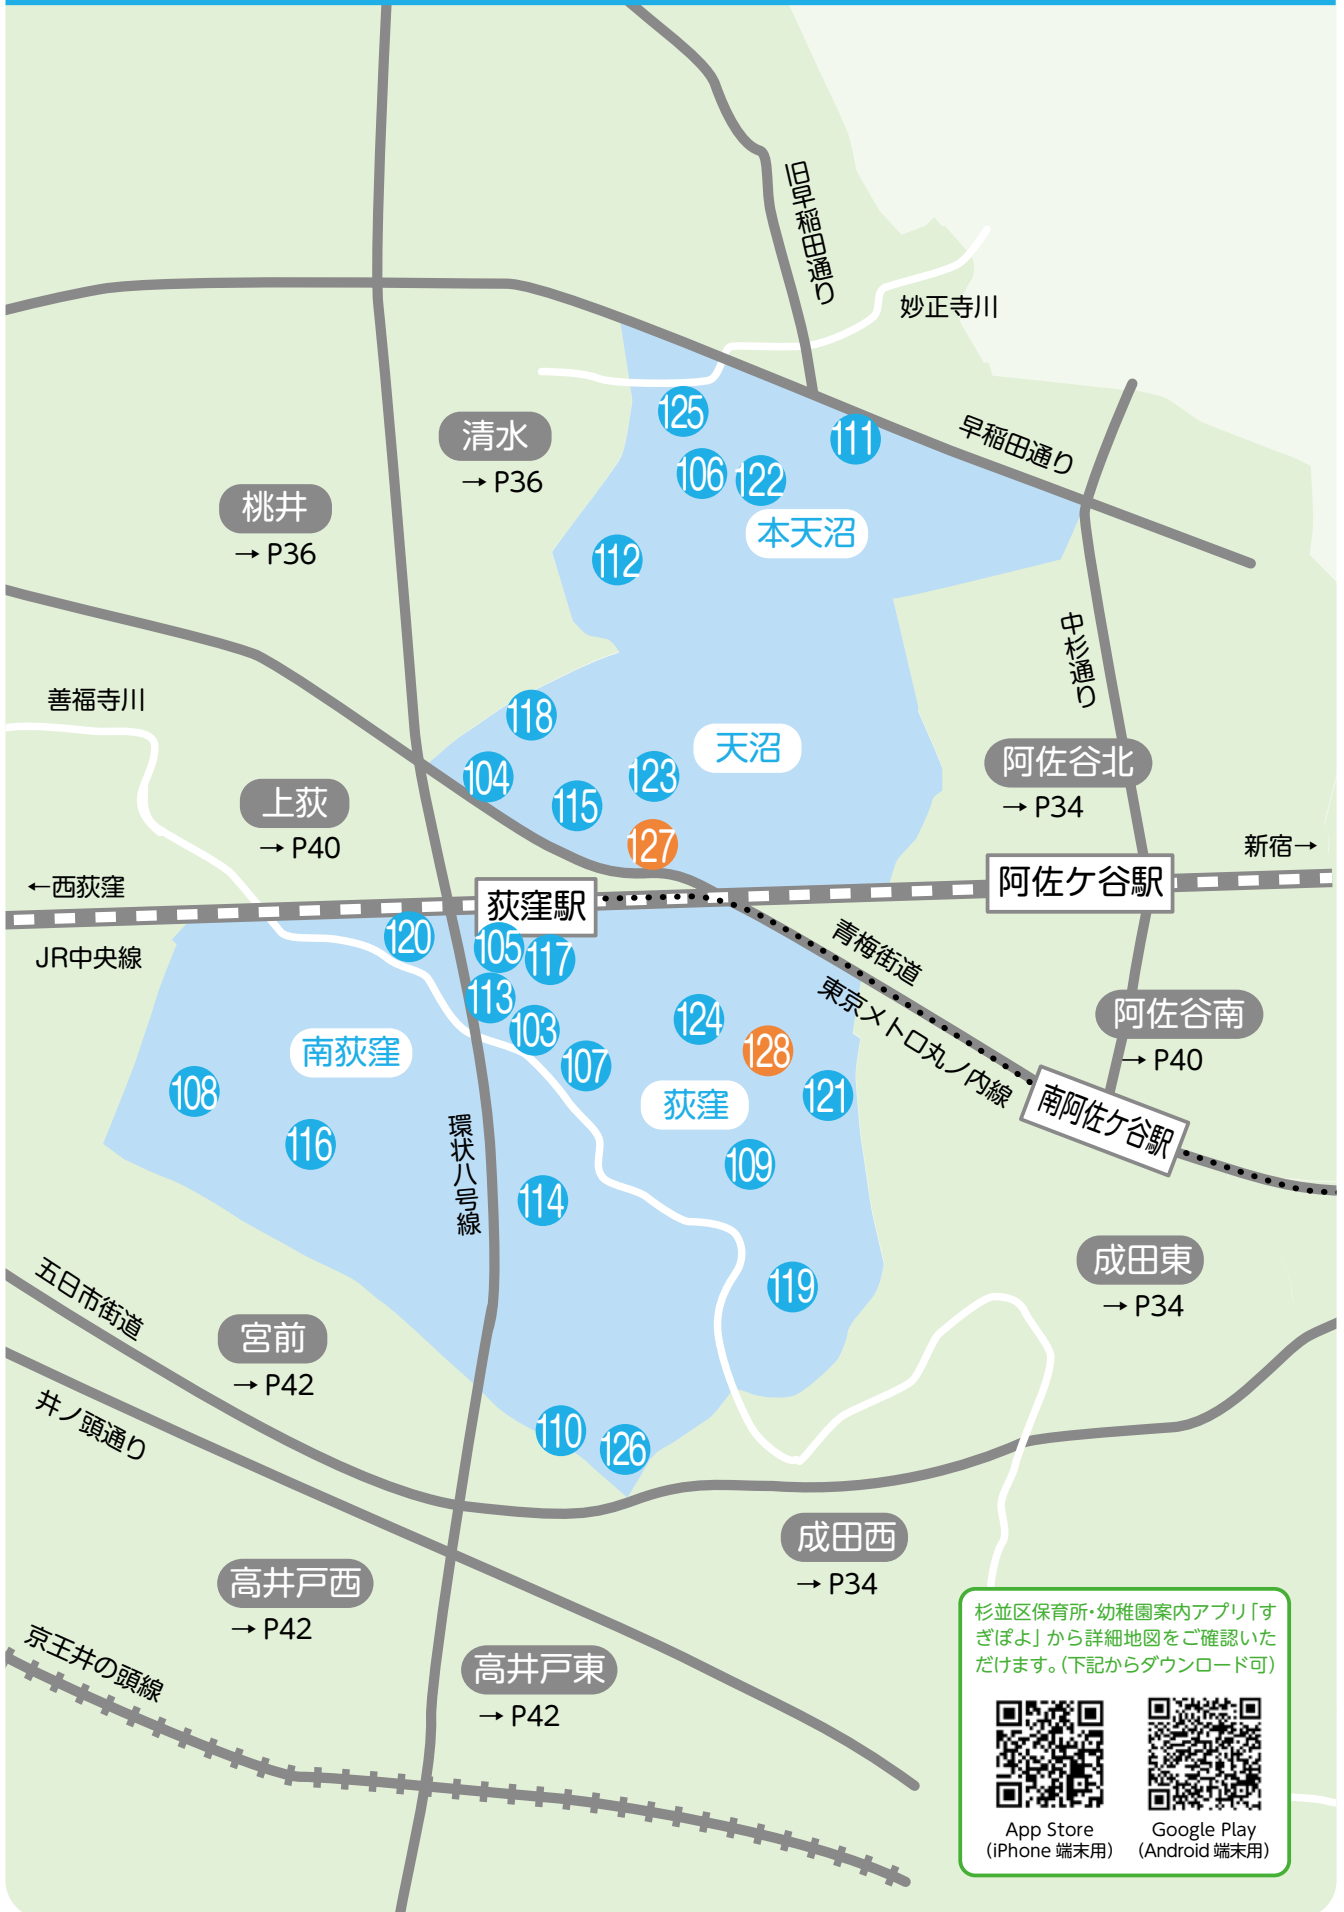 旧早稲田通り
妙正寺川
早稲田通り
清水
→ P36
桃井
→ P36
125
111
106
122
本天沼
112
中杉通り
善福寺川
118
天沼
104
123
115
127
阿佐谷北
→ P34
上荻
→ P40
新宿→
←西荻窪
荻窪駅
阿佐ケ谷駅
JR中央線
120
105
117
青梅街道
東京メトロ丸ノ内線
113
103
124
128
107
121
南荻窪
荻窪
阿佐谷南
→ P40
南阿佐ケ谷駅
108
116
環状八号線
109
114
119
成田東
→ P34
五日市街道
宮前
→ P42
井ノ頭通り
110
126
成田西
→ P34
高井戸西
→ P42
京王井の頭線
高井戸東
→ P42
杉並区保育所・幼稚園案内アプリ「す
ぎぽよ」から詳細地図をご確認いた
だけます。(下記からダウンロード可)
App Store
(iPhone 端末用)
Google Play
(Android 端末用)